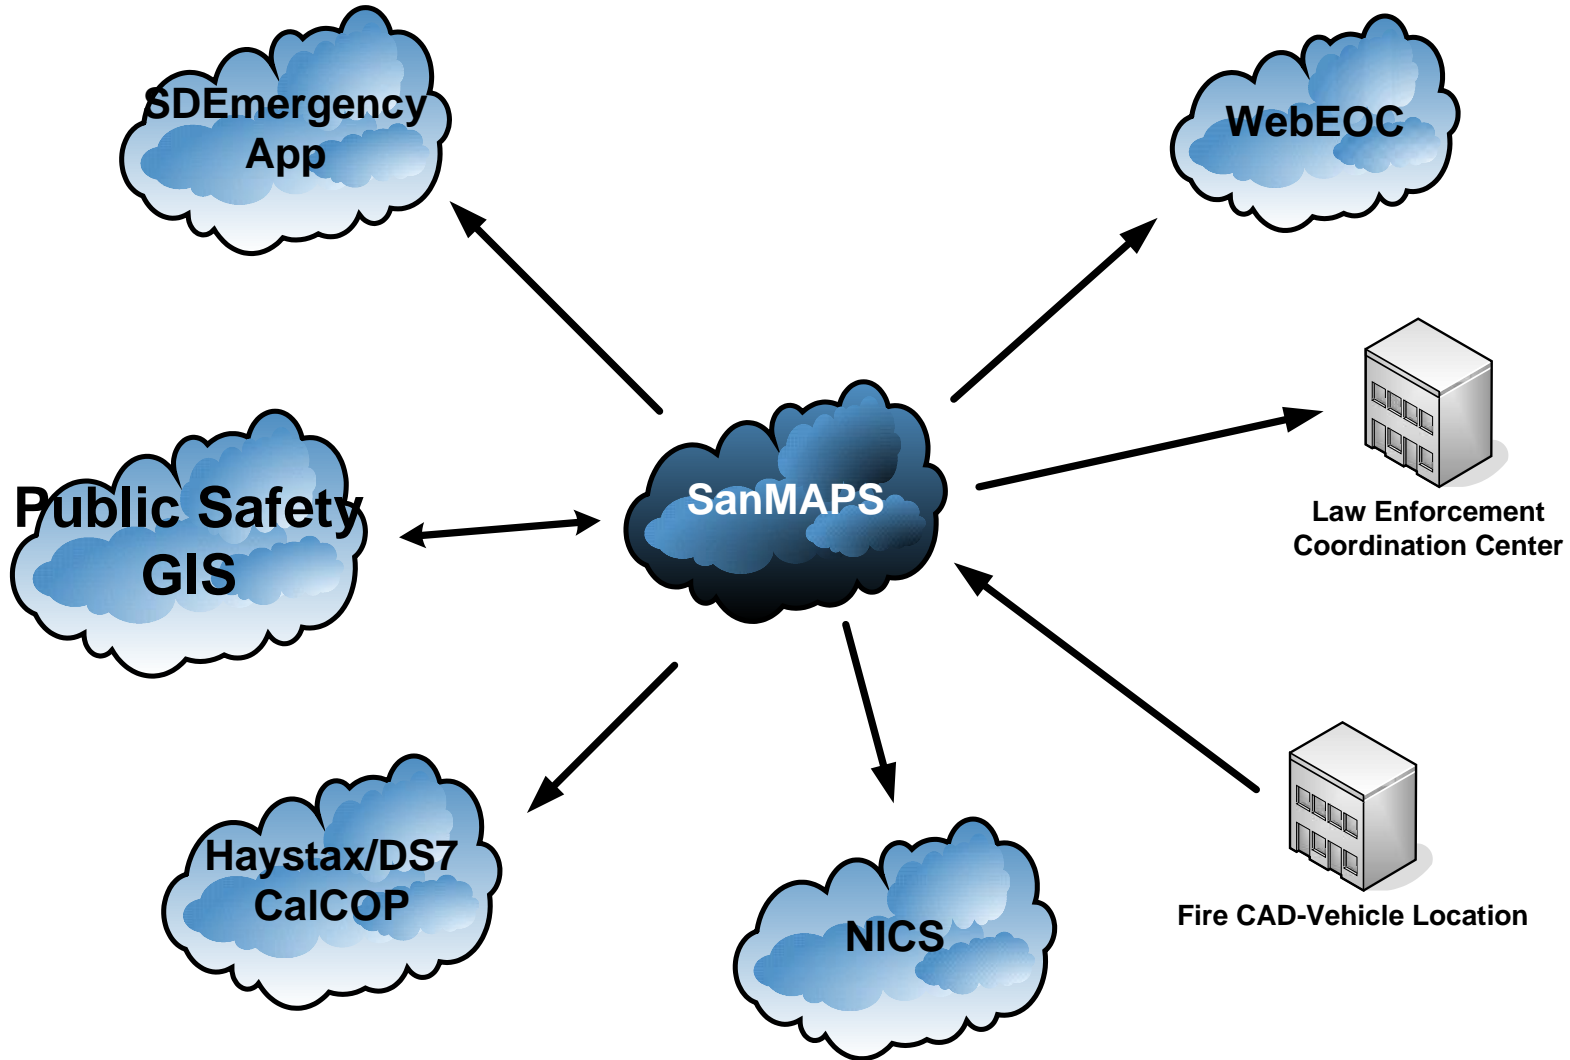 SDEmergency
App
WebEOC
Public Safety
GIS
SanMAPS
Law Enforcement
Coordination Center
Haystax/DS7
CalCOP
NICS
Fire CAD-Vehicle Location